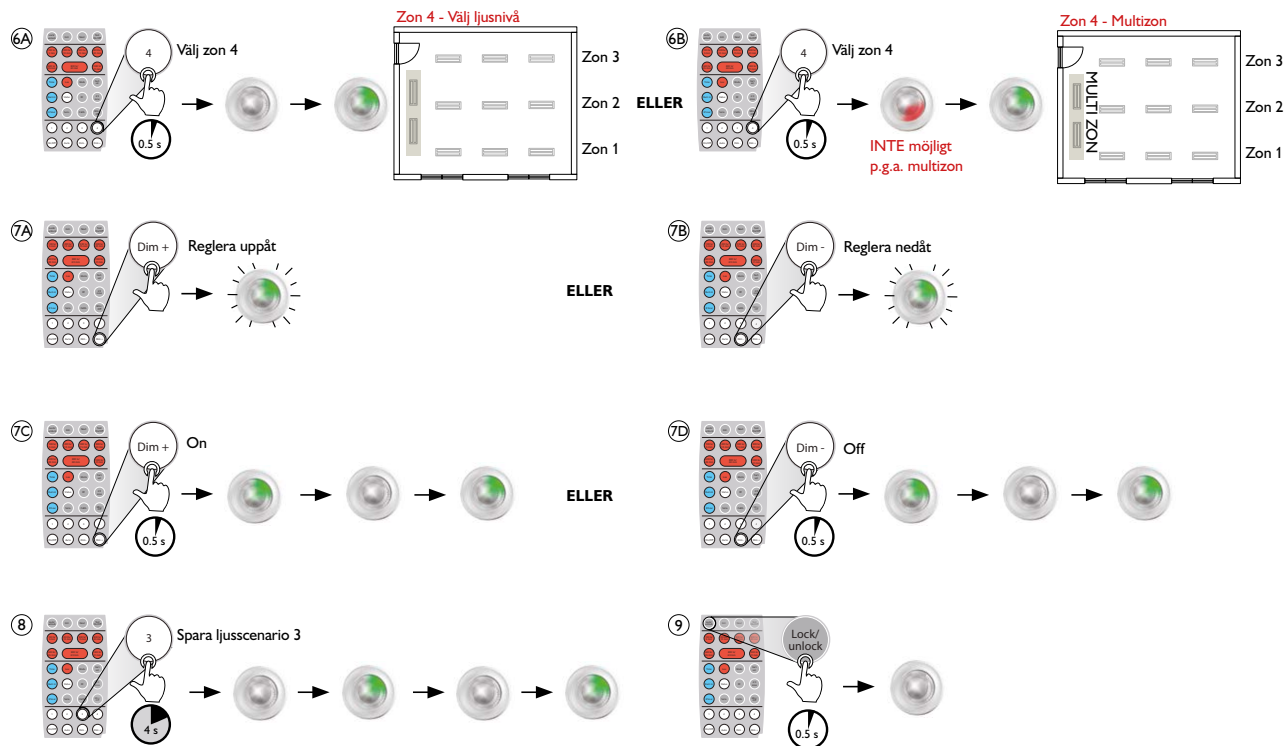 Zon 4 - Välj ljusnivå
6A
4
Välj zon 4
0.5 s
Zon 3
Zon 2
Zon 1
ELLER
Zon 4 - Multizon
6B
4
Välj zon 4
0.5 s
INTE möjligt
p.g.a. multizon
MULTI ZON
Zon 3
Zon 2
Zon 1
7A
Dim +
Reglera uppåt
ELLER
7B
Dim -
Reglera nedåt
7C
Dim +
On
0.5 s
ELLER
7D
Dim -
Off
0.5 s
8
3
Spara ljusscenario 3
4 s
9
Lock/
unlock
0.5 s